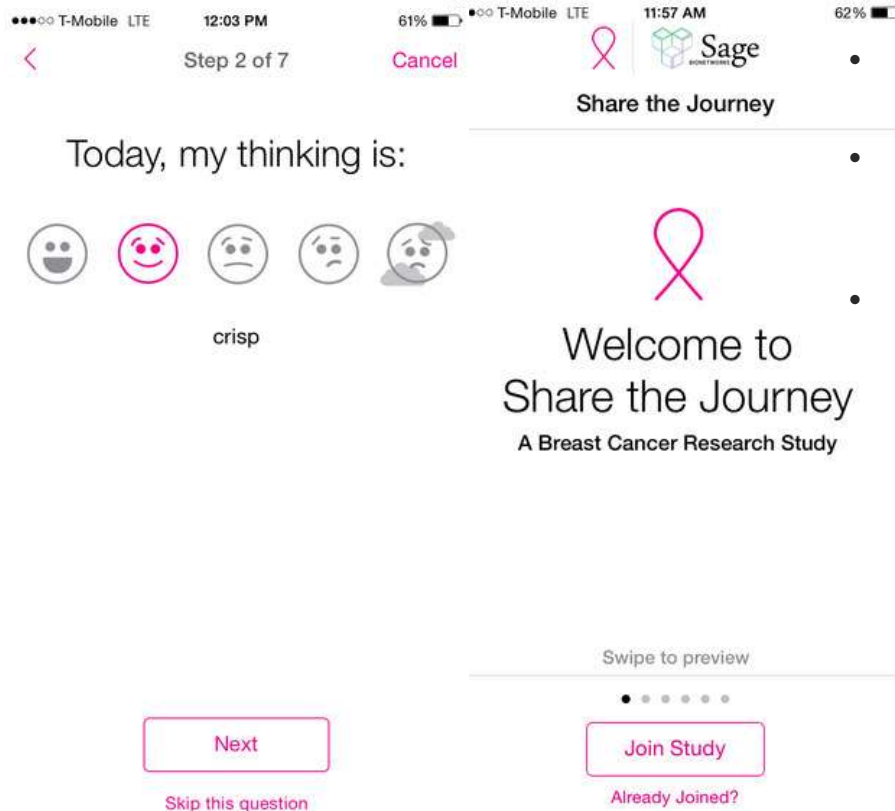 T-Mobile LTE 12:03 PM 61%
Step 2 of 7 Cancel
Today, my thinking is:
crisp
Next
Skip this question
T-Mobile LTE 11:57 AM 62%
Sage
BIONETWORKS
Share the Journey
Welcome to
Share the Journey
A Breast Cancer Research Study
Swipe to preview
Join Study
Already Joined?